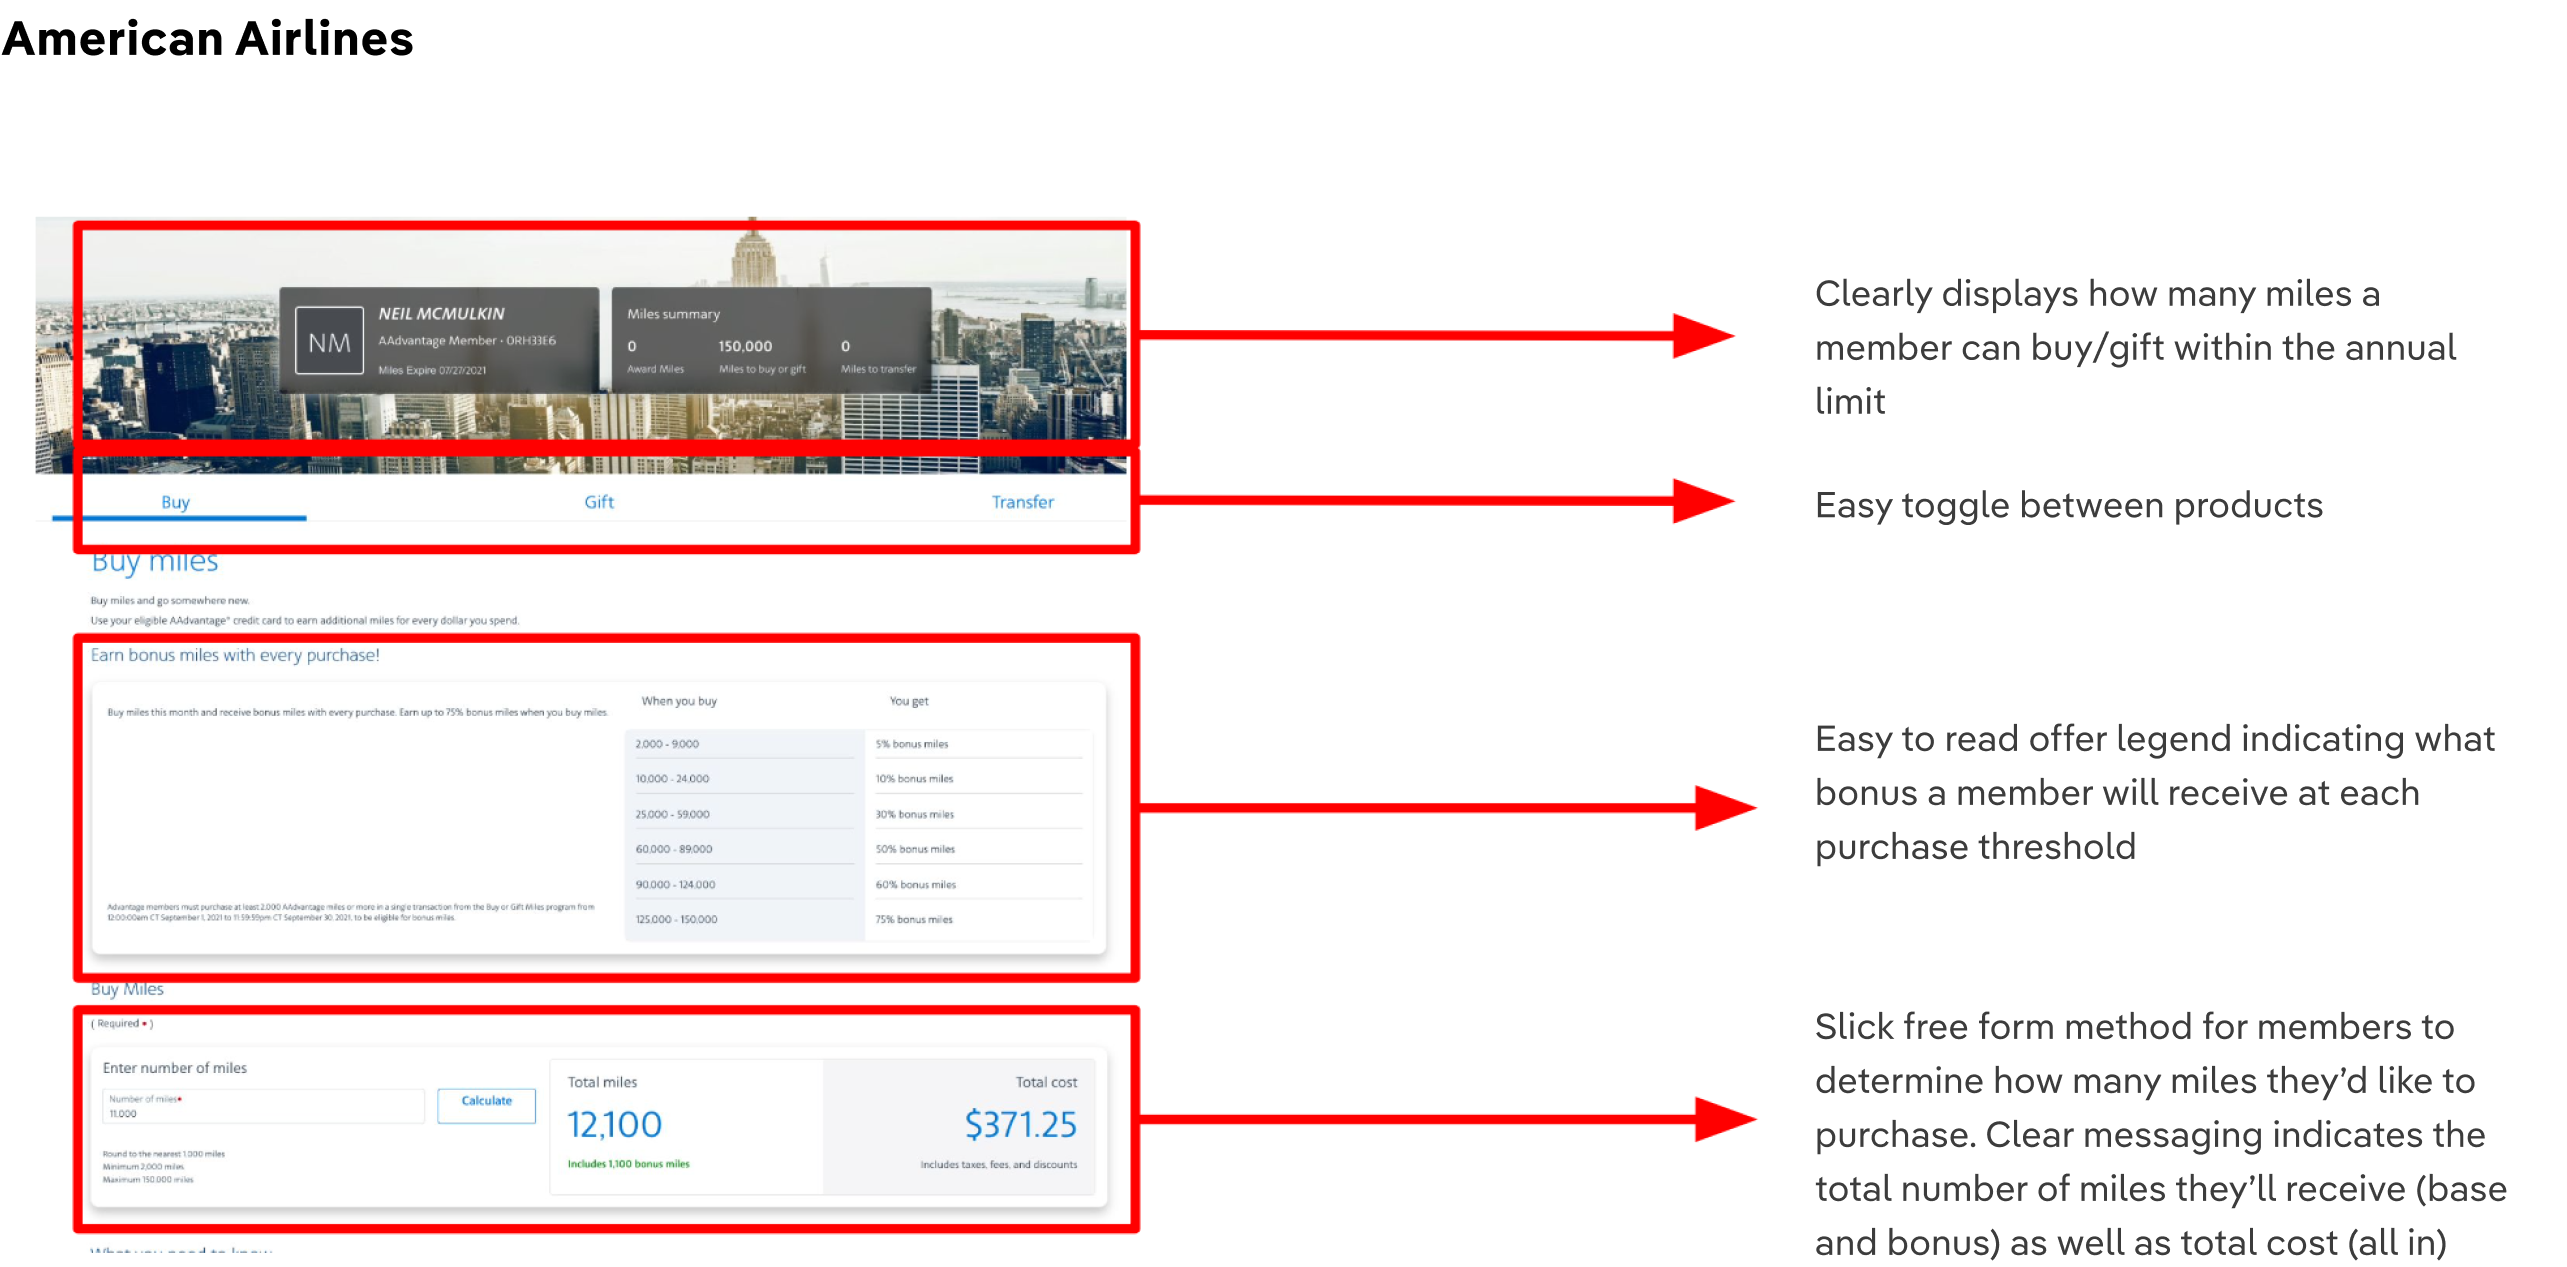 American Airlines
NM
NEIL MCMULKIN
AAdvantage Member • 0RH33E6
Miles Expire 07/27/2021
Miles summary
0 150,000 0
Award Miles Miles to buy or gift Miles to transfer
Clearly displays how many miles a
member can buy/gift within the annual
limit
Buy Gift Transfer
Easy toggle between products
Buy miles
Buy miles and go somewhere new.
Use your eligible AAdvantage® credit card to earn additional miles for every dollar you spend.
Earn bonus miles with every purchase!
Buy miles this month and receive bonus miles with every purchase. Earn up to 75% bonus miles when you buy miles.
When you buy You get
2,000 - 9,000 5% bonus miles
10,000 - 24,000 10% bonus miles
25,000 - 59,000 30% bonus miles
60,000 - 89,000 50% bonus miles
90,000 - 124,000 60% bonus miles
125,000 - 150,000 75% bonus miles
Advantage members must purchase at least 2,000 AAdvantage miles or more in a single transaction from the Buy or Gift Miles program from
12:00:00am CT September 1, 2021 to 11:59:59pm CT September 30, 2021, to be eligible for bonus miles.
Easy to read offer legend indicating what
bonus a member will receive at each
purchase threshold
Buy Miles
( Required • )
Enter number of miles
Number of miles•
11,000
Calculate
Round to the nearest 1,000 miles
Minimum 2,000 miles
Maximum 150,000 miles
Total miles
12,100
Includes 1,100 bonus miles
Total cost
$371.25
Includes taxes, fees, and discounts
Slick free form method for members to
determine how many miles they’d like to
purchase. Clear messaging indicates the
total number of miles they’ll receive (base
and bonus) as well as total cost (all in)
What you need to know